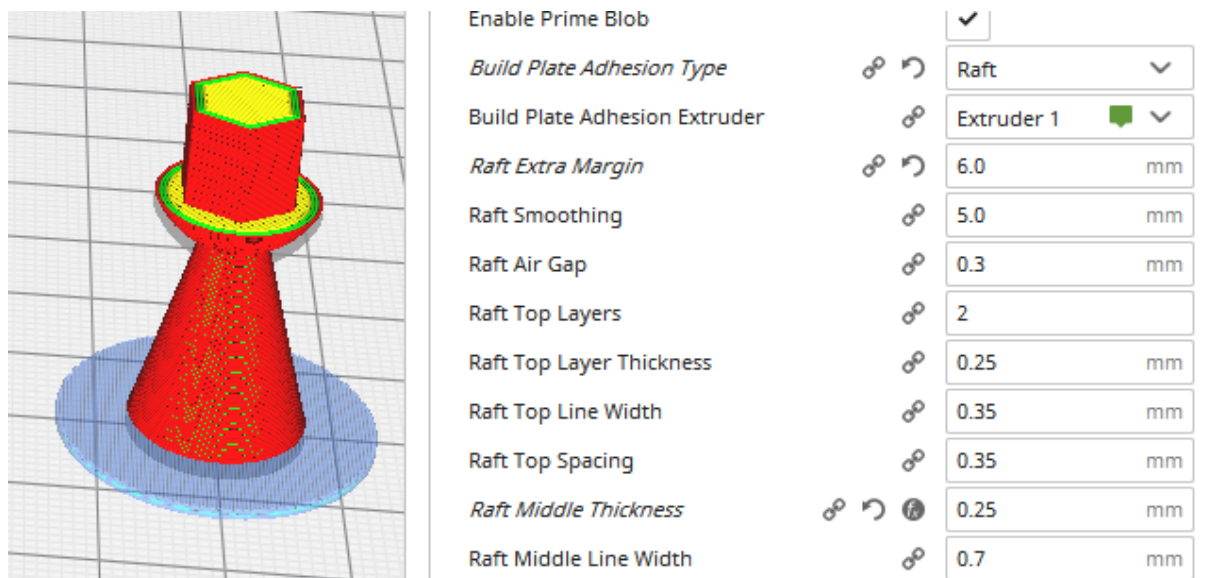 Enable Prime Blob
Build Plate Adhesion Type Raft
Build Plate Adhesion Extruder Extruder 1
Raft Extra Margin 6.0 mm
Raft Smoothing 5.0 mm
Raft Air Gap 0.3 mm
Raft Top Layers 2
Raft Top Layer Thickness 0.25 mm
Raft Top Line Width 0.35 mm
Raft Top Spacing 0.35 mm
Raft Middle Thickness 0.25 mm
Raft Middle Line Width 0.7 mm